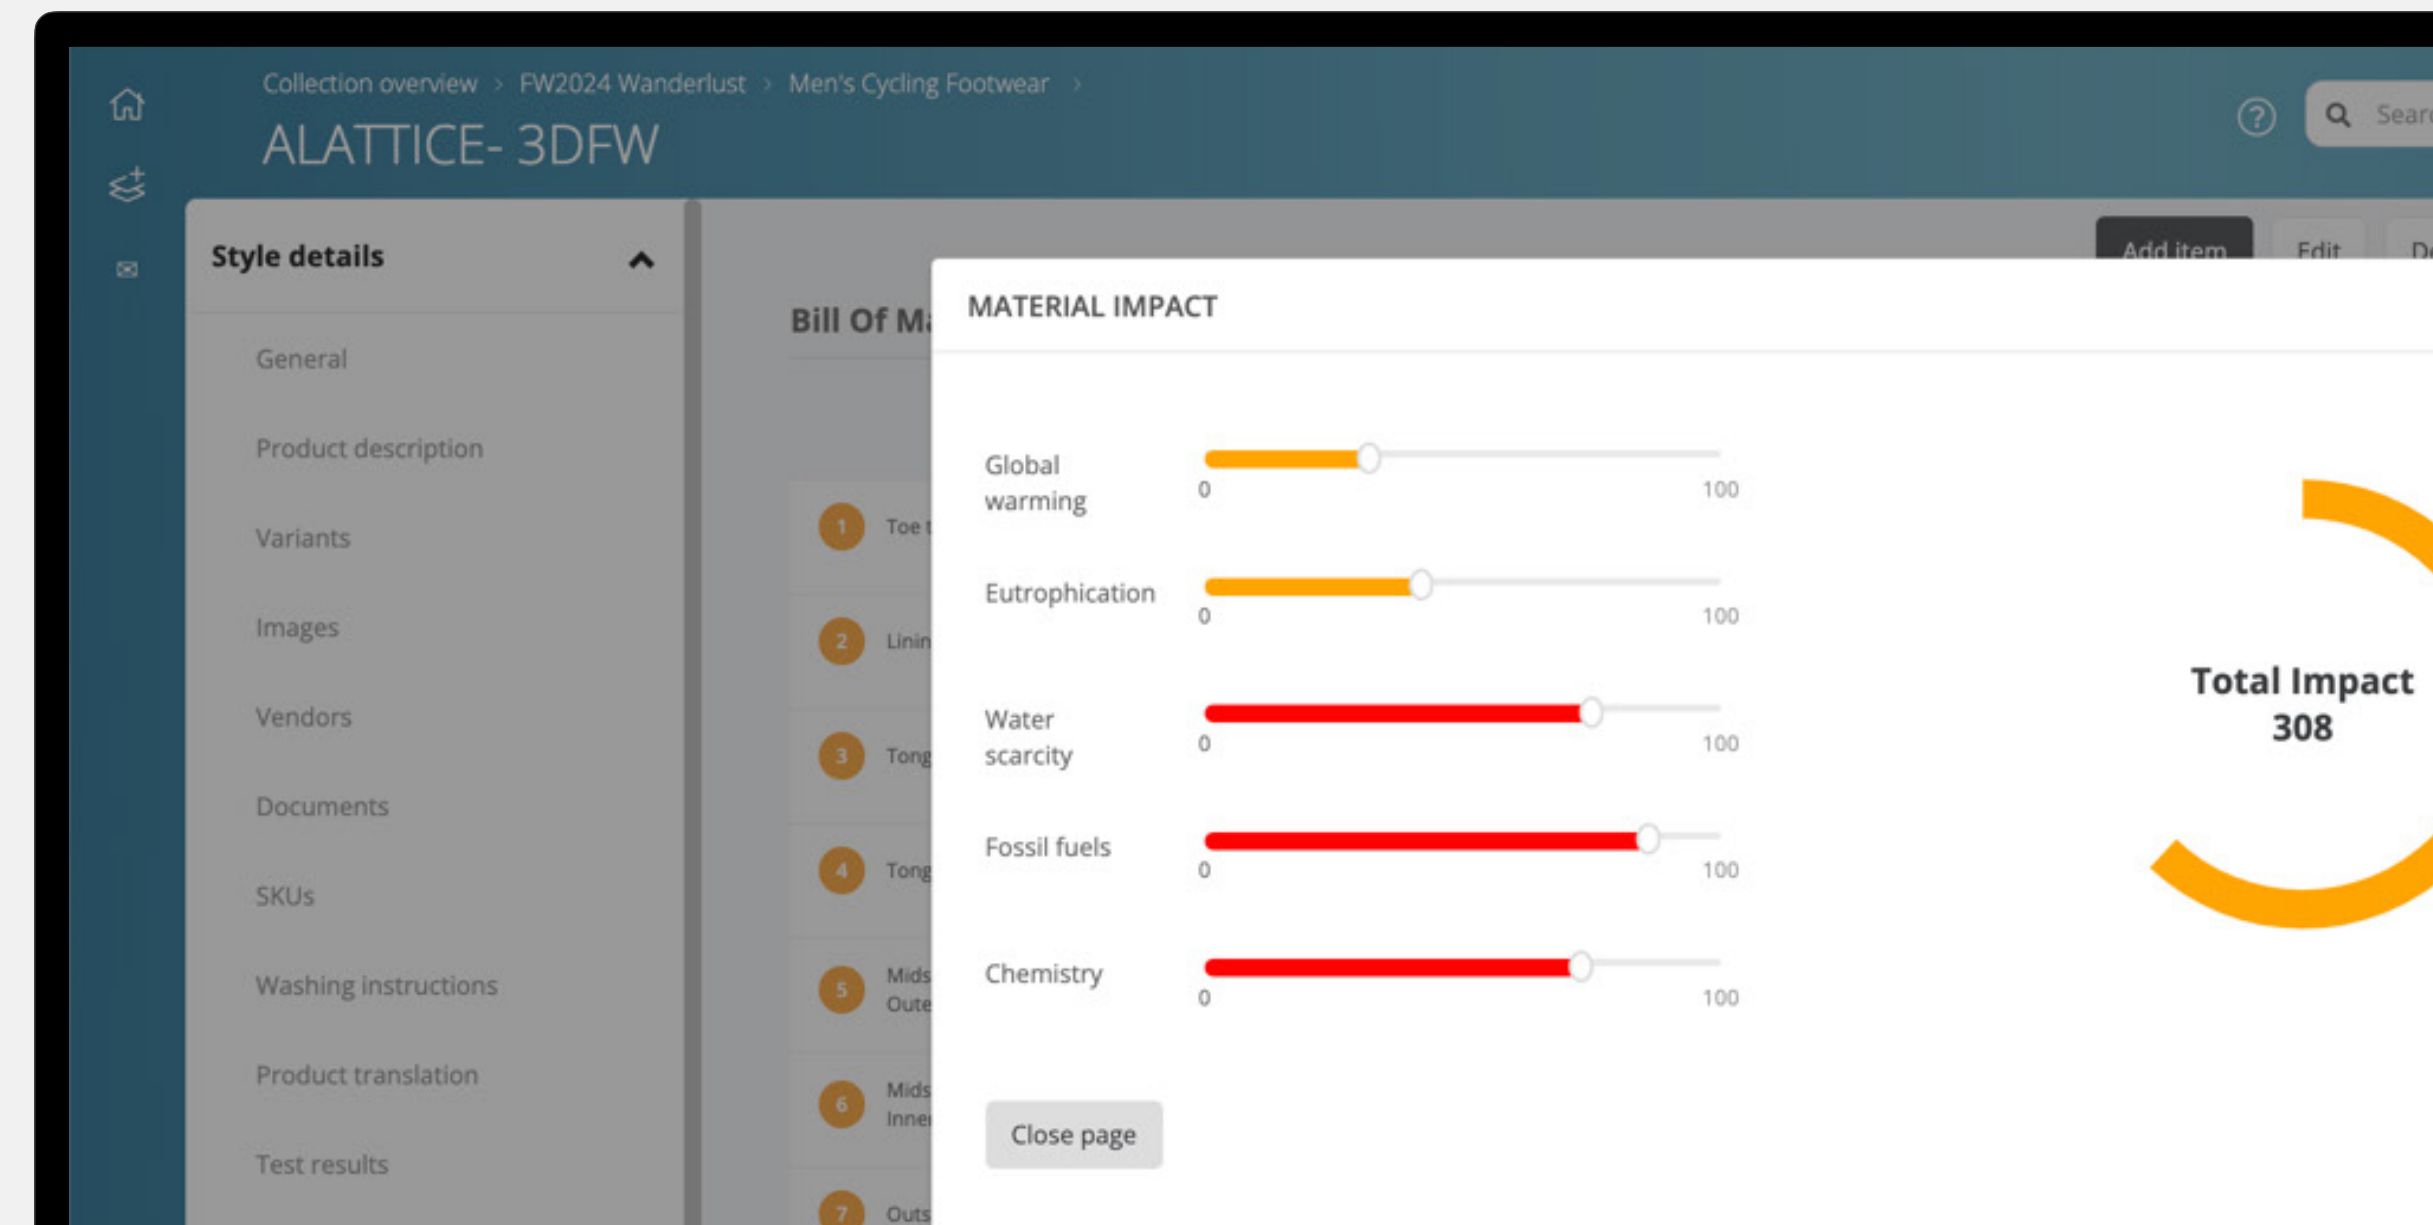 Collection overview > FW2024 Wanderlust > Men's Cycling Footwear >
ALATTICE- 3DFW
?
Style details
General
Product description
Variants
Images
Vendors
Documents
SKUs
Washing instructions
Product translation
Test results
Add item
Edit
Bill Of
1 Toe
2
3
4
5
6
7
MATERIAL IMPACT
Global
warming
0 100
Eutrophication
0 100
Water
scarcity
0 100
Fossil fuels
0 100
Chemistry
0 100
Total Impact
308
Close page